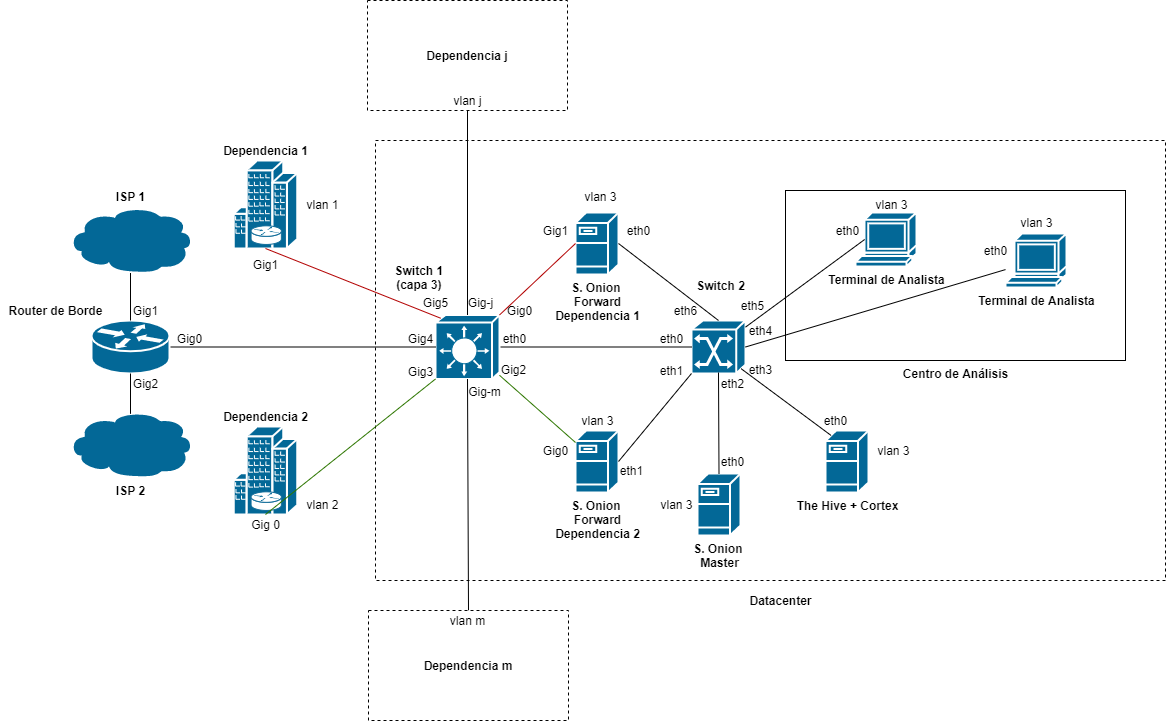 Dependencia j
vlan j
Dependencia 1
vlan 1
Gig1
ISP 1
Router de Borde
Gig1
Gig0
Gig2
ISP 2
Dependencia 2
vlan 2
Gig 0
Switch 1
(capa 3)
Gig5
Gig-j
Gig0
Gig4
eth0
Gig3
Gig2
Gig-m
vlan 3
Gig1
eth0
S. Onion
Forward
Dependencia 1
Switch 2
eth6
eth5
eth0
eth4
eth1
eth2
eth3
vlan 3
eth0
Terminal de Analista
vlan 3
eth0
Terminal de Analista
Centro de Análisis
vlan 3
Gig0
eth1
S. Onion
Forward
Dependencia 2
eth0
vlan 3
S. Onion
Master
eth0
vlan 3
The Hive + Cortex
Datacenter
vlan m
Dependencia m